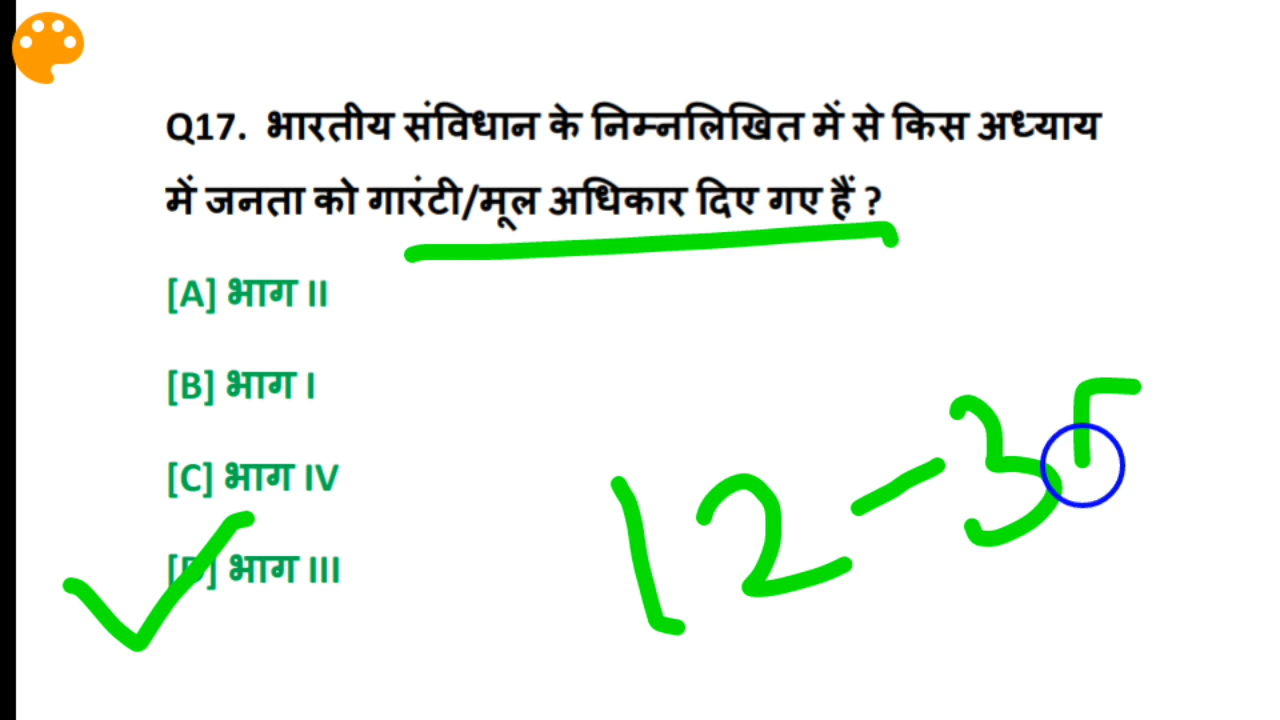 Q17. भारतीय संविधान के निम्नलिखित में से किस अध्याय
में जनता को गारंटी/मूल अधिकार दिए गए हैं ?
[A] भाग II
[B] भाग I
[C] भाग IV
[D] भाग III
12-35